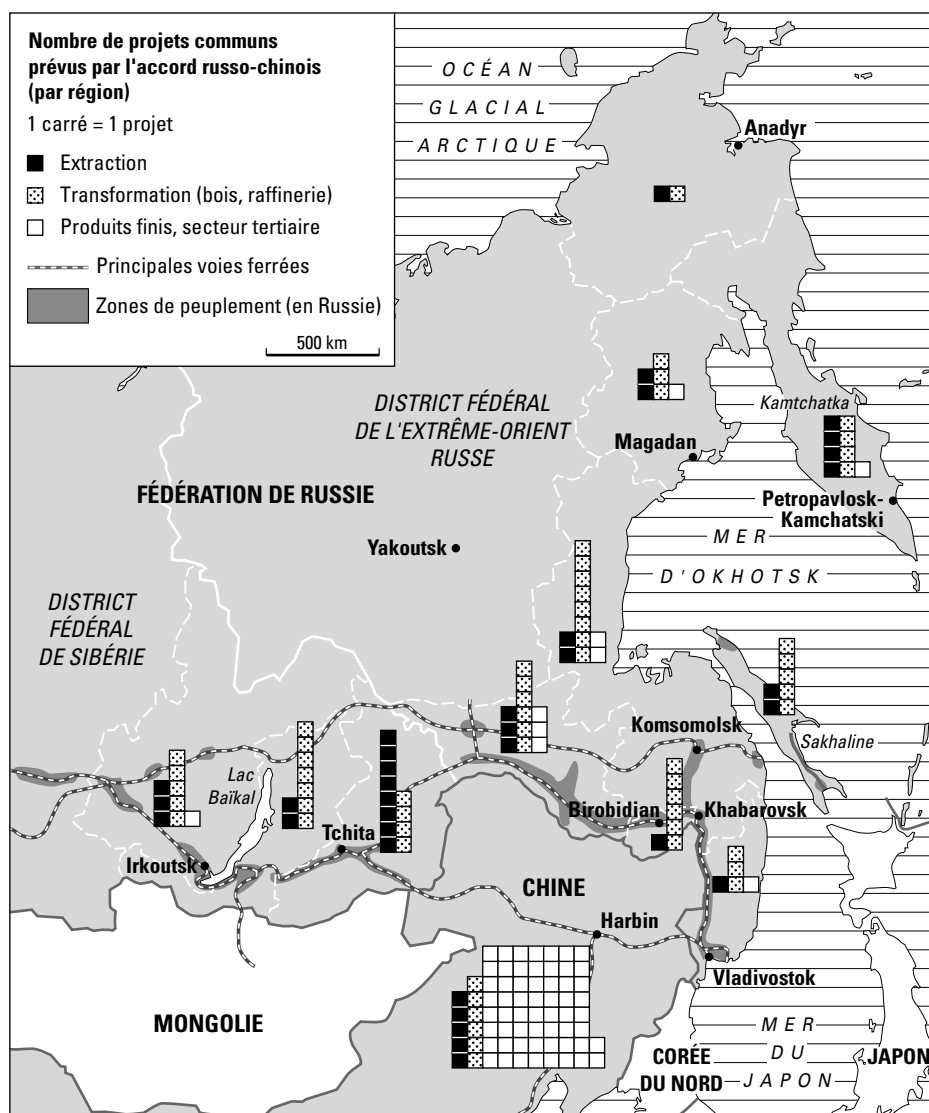 Nombre de projets communs
prévus par l'accord russo-chinois
(par région)
1 carré = 1 projet
Extraction
Transformation (bois, raffinerie)
Produits finis, secteur tertiaire
Principales voies ferrées
Zones de peuplement (en Russie)
500 km
OCÉAN
GLACIAL
ARCTIQUE
Anadyr
DISTRICT FÉDÉRAL
DE L'EXTRÊME-ORIENT
RUSSE
Kamtchatka
Magadan
FÉDÉRATION DE RUSSIE
Petropavlosk-
Kamchatski
MER
D'OKHOTSK
Yakoutsk
DISTRICT
FÉDÉRAL
DE SIBÉRIE
Komsomolsk
Sakhaline
Lac
Baïkal
Tchita
Birobidian
Khabarovsk
Irkoutsk
CHINE
Harbin
Vladivostok
MONGOLIE
CORÉE
DU NORD
MER
DU
JAPON
JAPON